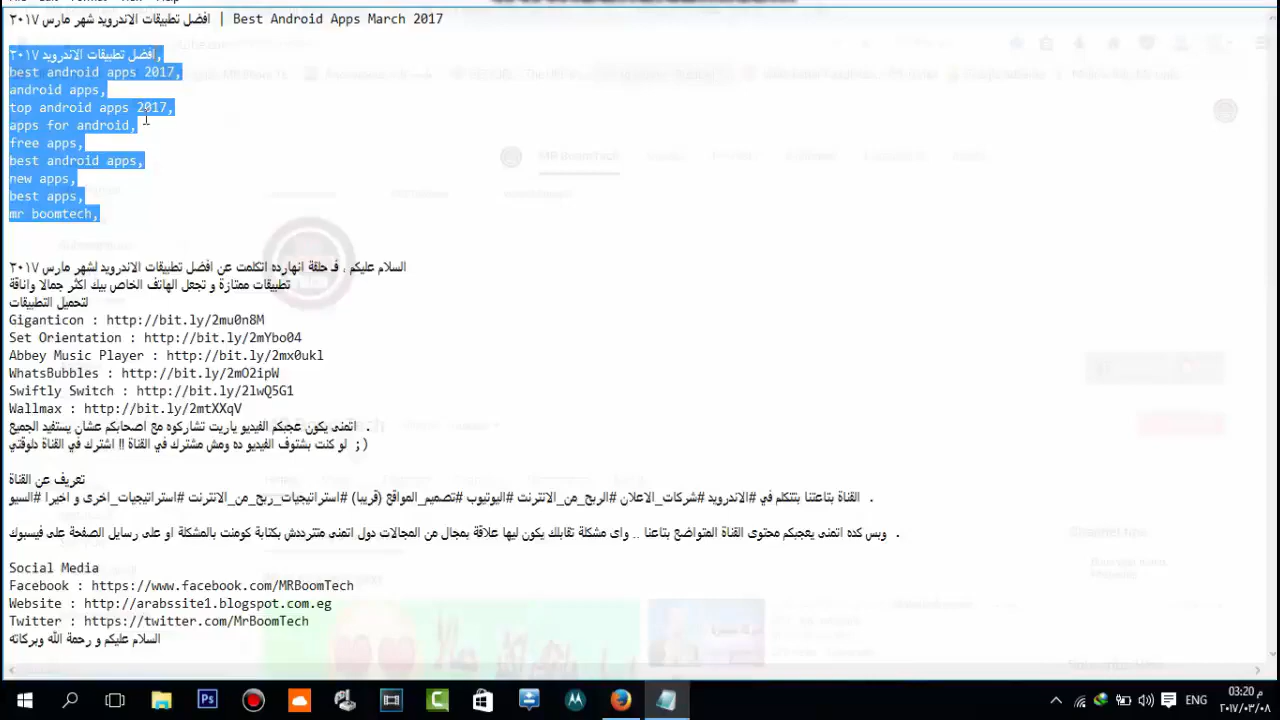 افضل تطبيقات الاندرويد شهر مارس ٢٠١٧ | Best Android Apps March 2017
افضل تطبيقات الاندرويد ٢٠١٧,
best android apps 2017,
android apps,
top android apps 2017,
apps for android,
free apps,
best android apps,
new apps,
best apps,
mr boomtech,
السلام عليكم , فـ حلقة انهارده اتكلمت عن افضل تطبيقات الاندرويد لشهر مارس ٢٠١٧
تطبيقات ممتازة و تجعل الهاتف الخاص بيك اكثر جمالا واناقة
لتحميل التطبيقات
Giganticon : http://bit.ly/2mu0n8M
Set Orientation : http://bit.ly/2mYbo04
Abbey Music Player : http://bit.ly/2mx0ukl
WhatsBubbles : http://bit.ly/2mO2ipW
Swiftly Switch : http://bit.ly/2lwQ5G1
Wallmax : http://bit.ly/2mtXXqV
اتمنى يكون عجبكم الفيديو ياريت تشاركوه مع اصحابكم عشان يستفيد الجميع .
لو كنت بشتوف الفيديو ده ومش مشترك في القناة !! اشترك في القناة دلوقتي ;)
تعريف عن القناة
القناة بتاعتنا بتتكلم في #الاندرويد #شركات_الاعلان #الربح_من_الانترنت #اليوتيوب #تصميم_المواقع (قريبا) #استراتيجيات_ربح_من_الانترنت #استراتيجيات_اخرى و اخيرا #السيو .
وبس كده اتمنى يعجبكم محتوى القناة المتواضع بتاعنا .. واى مشكلة تقابلك يكون ليها علاقة بمجال من المجالات دول اتمنى متترددش بكتابة كومنت بالمشكلة او على رسايل الصفحة على فيسبوك .
Social Media
Facebook : https://www.facebook.com/MRBoomTech
Website : http://arabssite1.blogspot.com.eg
Twitter : https://twitter.com/MrBoomTech
السلام عليكم و رحمة الله وبركاته
MR BoomTech
Ps
ENG
03:20 م
٢٠١٧/٠٣/٠٨